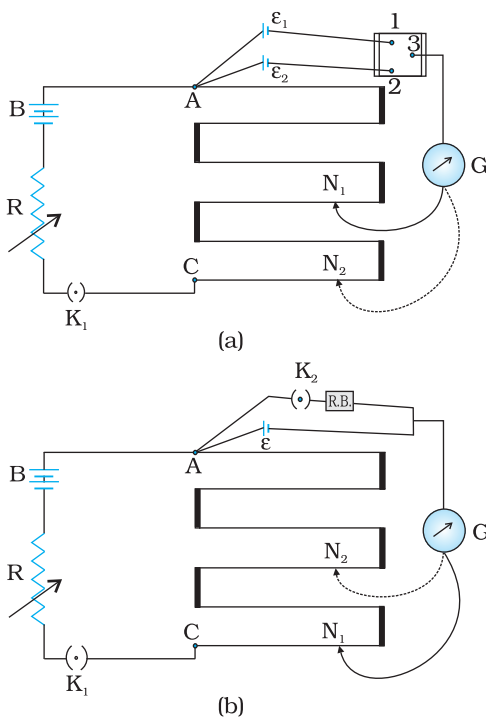 ε₁
1
3
ε₂
2
A
B
G
R
N₁
C
N₂
K₁
(a)
K₂
R.B.
ε
A
B
G
R
N₂
C
N₁
K₁
(b)